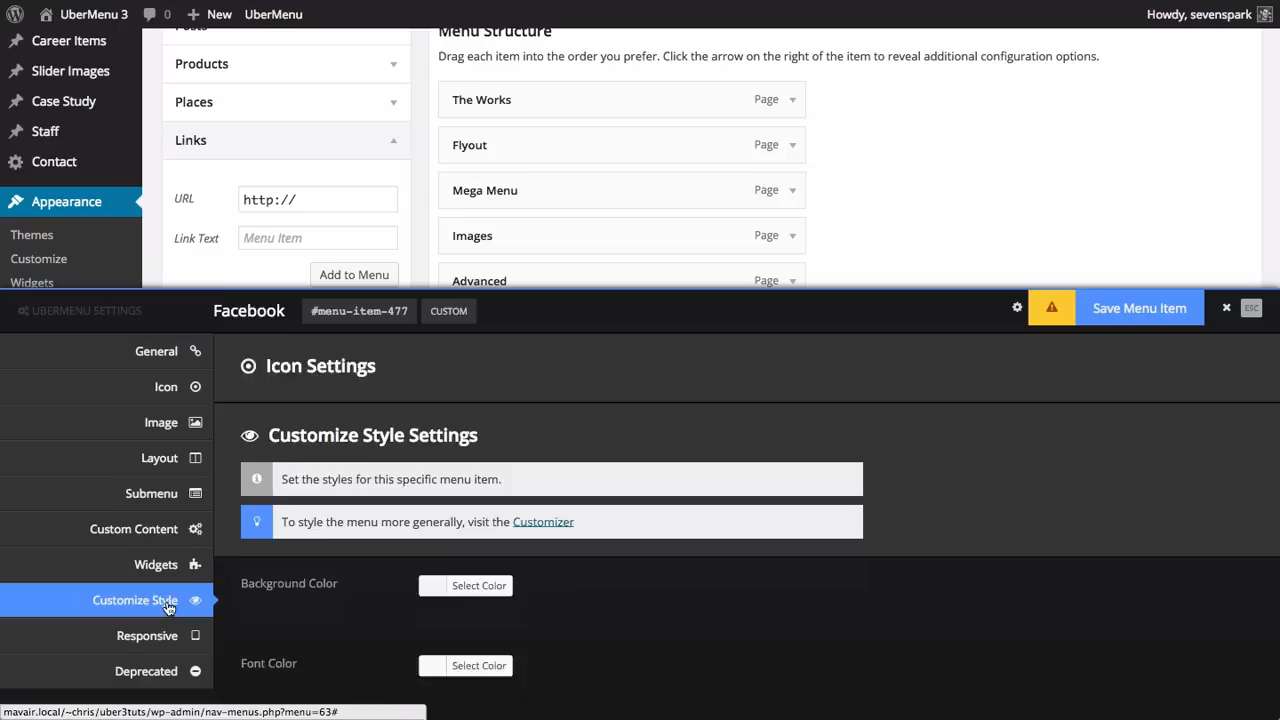 UberMenu 3
0
New
UberMenu
Howdy, sevenspark
Career Items
Slider Images
Case Study
Staff
Contact
Appearance
Themes
Customize
Widgets
Posts
Products
Places
Links
URL
http://
Link Text
Menu Item
Add to Menu
Menu Structure
Drag each item into the order you prefer. Click the arrow on the right of the item to reveal additional configuration options.
The Works Page
Flyout Page
Mega Menu Page
Images Page
Advanced Page
UBERMENU SETTINGS
Facebook
#menu-item-477
CUSTOM
Save Menu Item
ESC
General
Icon
Image
Layout
Submenu
Custom Content
Widgets
Customize Style
Responsive
Deprecated
Icon Settings
Customize Style Settings
Set the styles for this specific menu item.
To style the menu more generally, visit the Customizer
Background Color
Select Color
Font Color
Select Color
mavair.local/~chris/uber3tuts/wp-admin/nav-menus.php?menu=63#